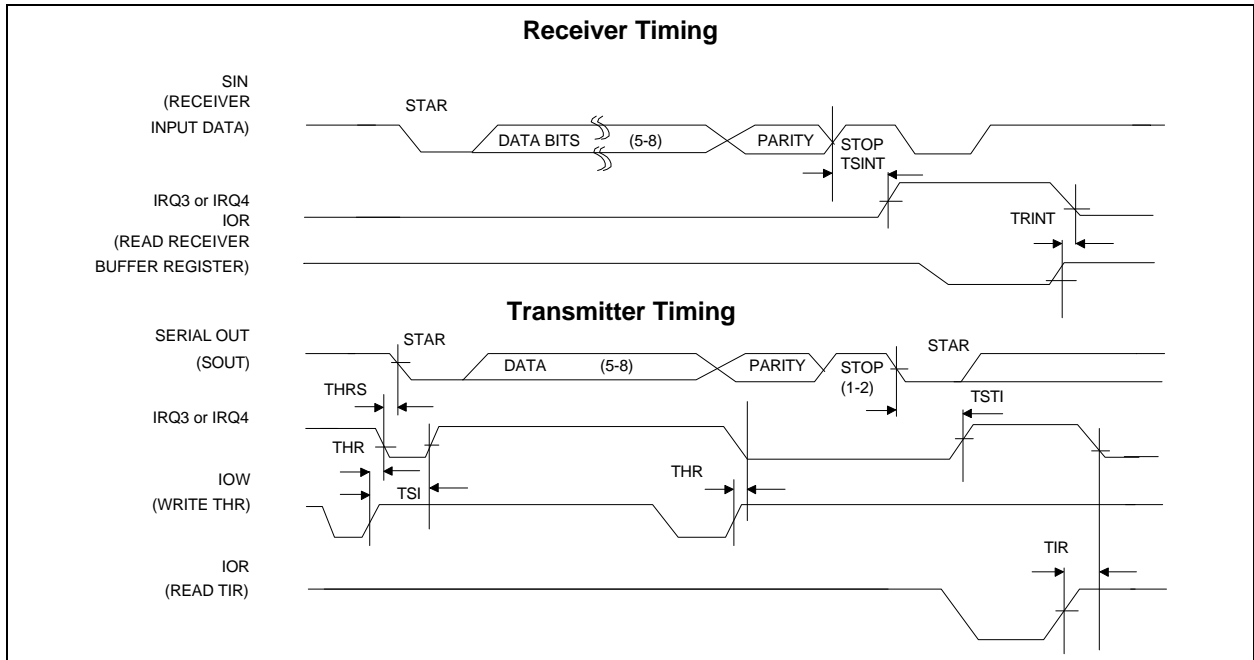 Receiver Timing
SIN
(RECEIVER
INPUT DATA)
STAR
DATA BITS (5-8)
PARITY
STOP
TSINT
IRQ3 or IRQ4
IOR
(READ RECEIVER
BUFFER REGISTER)
TRINT
Transmitter Timing
SERIAL OUT
(SOUT)
STAR
DATA (5-8)
PARITY
STOP
(1-2)
STAR
THRS
TSTI
IRQ3 or IRQ4
THR
THR
IOW
(WRITE THR)
TSI
TIR
IOR
(READ TIR)